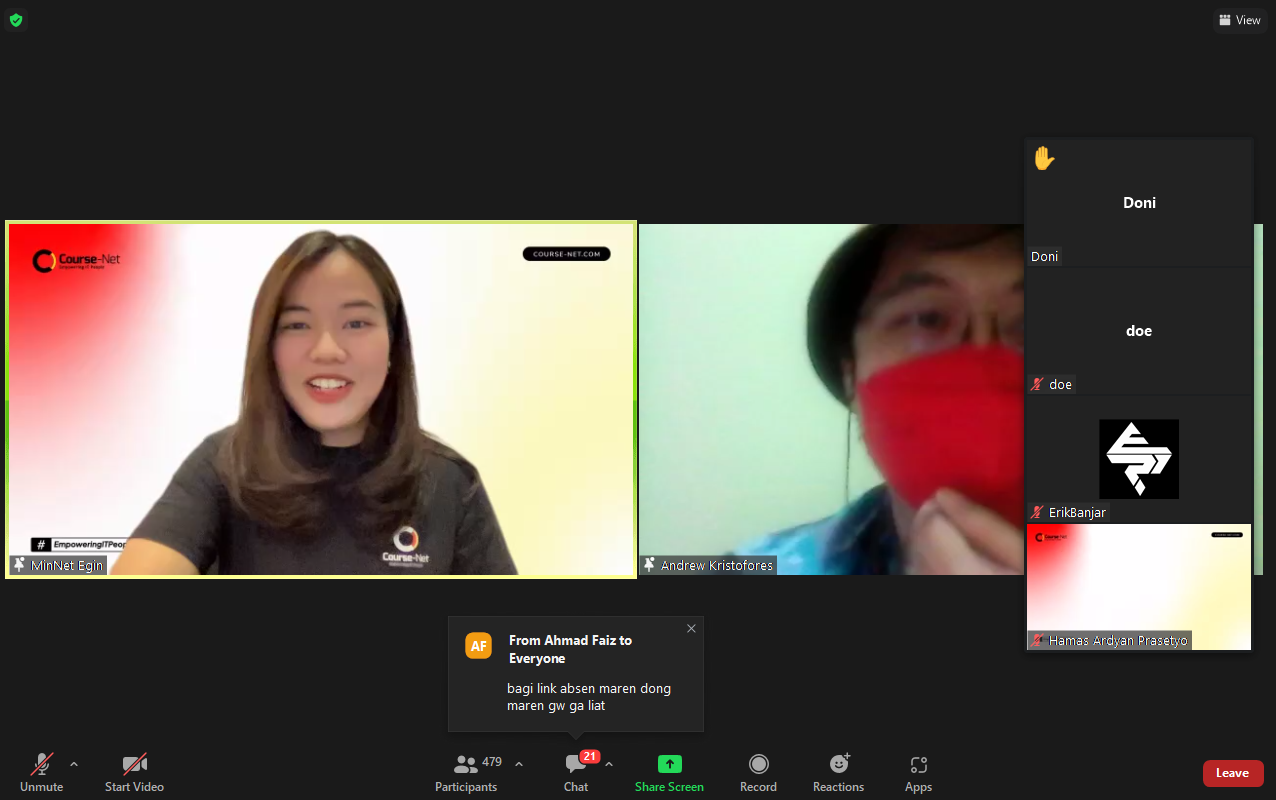 View
Course-Net
Empowering IT People
COURSE-NET.COM
# EmpoweringITPeop
Course-Net
MinNet Egin
Andrew Kristofores
Doni
Doni
doe
doe
ErikBanjar
Course-Net
Hamas Ardyan Prasetyo
AF
From Ahmad Faiz to
Everyone
bagi link absen maren dong
maren gw ga liat
Unmute
Start Video
479
Participants
21
Chat
Share Screen
Record
Reactions
Apps
Leave